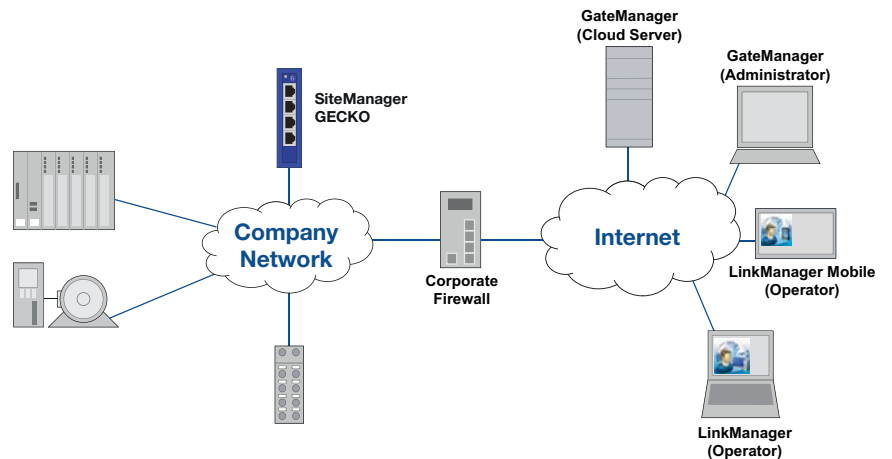 GateManager
(Cloud Server)
GateManager
(Administrator)
SiteManager
GECKO
Company
Network
Corporate
Firewall
Internet
LinkManager Mobile
(Operator)
LinkManager
(Operator)